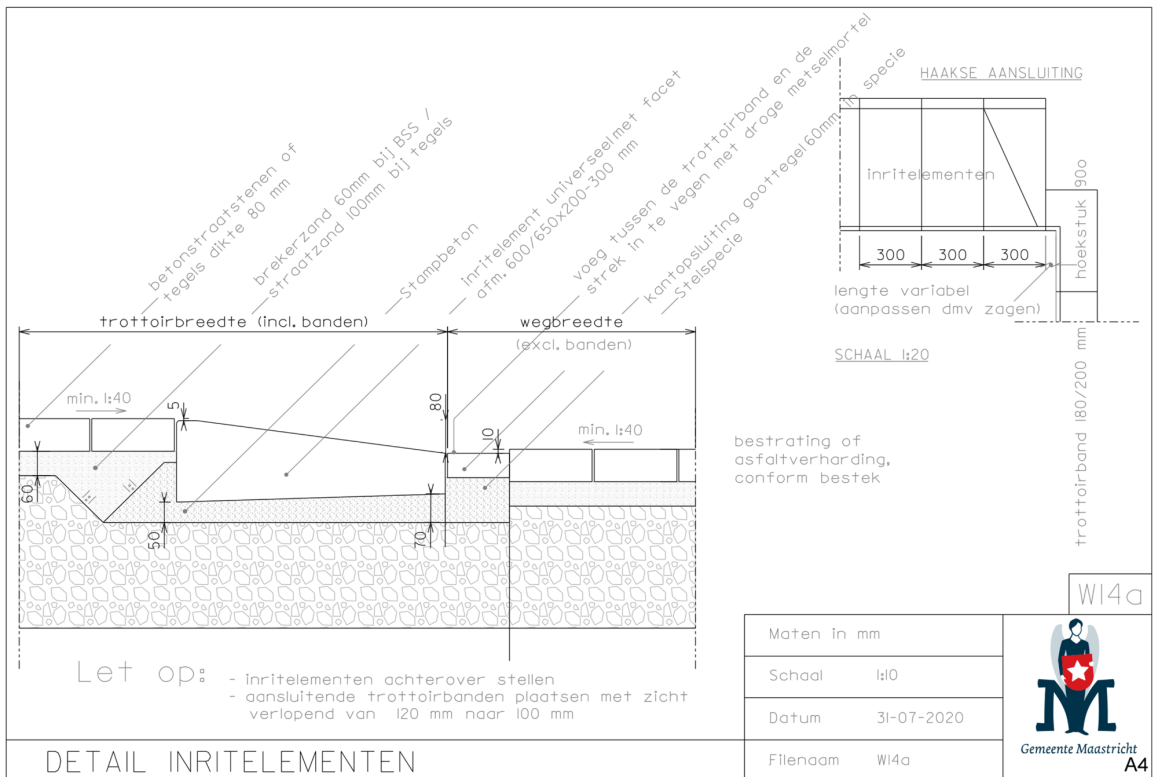 betonstraatstenen of
tegels dikte 80 mm
brekerzand 60mm bij BSS /
straatzand 100mm bij tegels
Stampbeton
inritelement universeelmet facet
afm. 600/650x200-300 mm
voeg tussen de trottoirband en de
strek in te vegen met droge metselmortel
kantopsluiting goottegel60mm in specie
Stelspecie
HAAKSE AANSLUITING
inritelementen
hoekstuk 90o
300 300 300
lengte variabel
(aanpassen dmv zagen)
SCHAAL 1:20
trottoirband 180/200 mm
trottoirbreedte (incl. banden)
wegbreedte
(excl. banden)
min. 1:40
5
80
10
min. 1:40
60
1:1
1:1
50
70
bestrating of
asfaltverharding,
conform bestek
Let op:
- inritelementen achterover stellen
- aansluitende trottoirbanden plaatsen met zicht
verlopend van 120 mm naar 100 mm
DETAIL INRITELEMENTEN
W14a
Maten in mm
Schaal 1:10
Datum 31-07-2020
Filenaam W14a
Gemeente Maastricht
A4